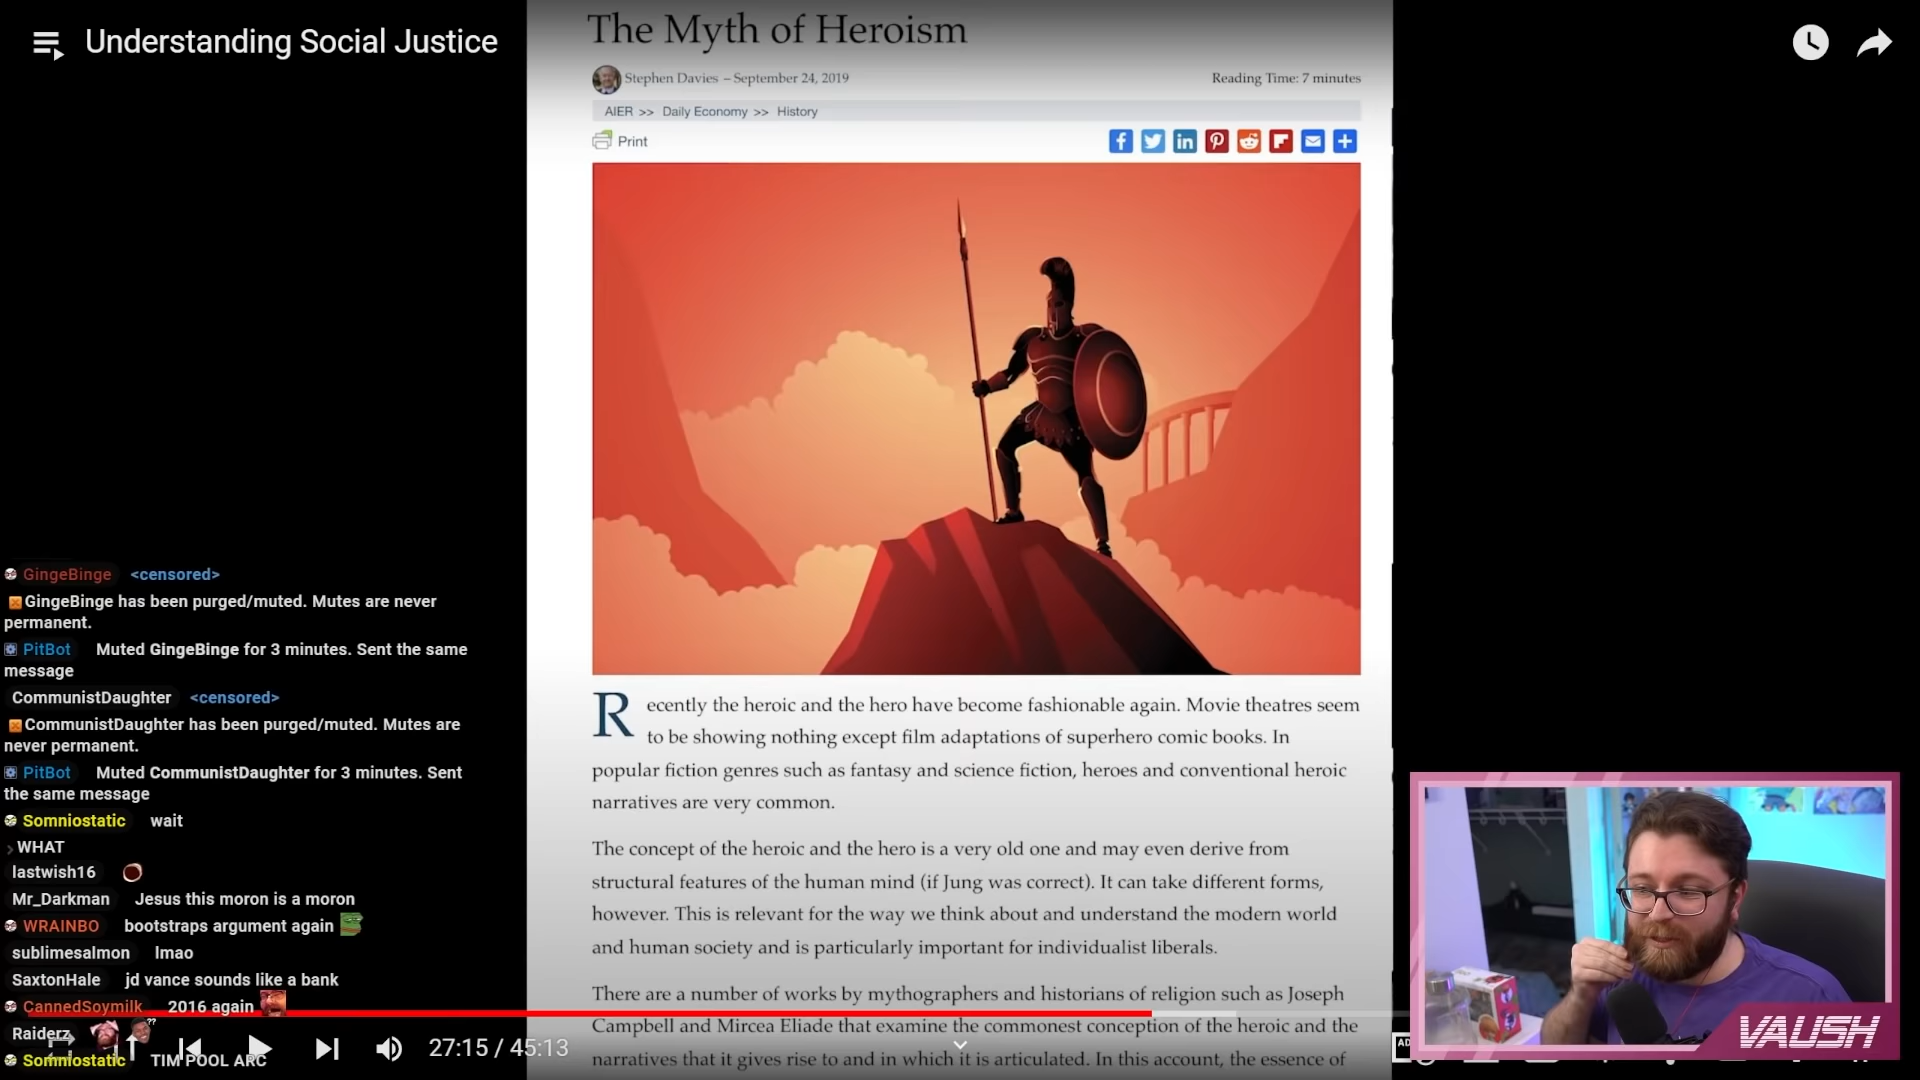 Understanding Social Justice
The Myth of Heroism
Stephen Davies – September 24, 2019
Reading Time: 7 minutes
AIER >> Daily Economy >> History
Print
Recently the heroic and the hero have become fashionable again. Movie theatres seem
to be showing nothing except film adaptations of superhero comic books. In
popular fiction genres such as fantasy and science fiction, heroes and conventional heroic
narratives are very common.
The concept of the heroic and the hero is a very old one and may even derive from
structural features of the human mind (if Jung was correct). It can take different forms,
however. This is relevant for the way we think about and understand the modern world
and human society and is particularly important for individualist liberals.
There are a number of works by mythographers and historians of religion such as Joseph
Campbell and Mircea Eliade that examine the commonest conception of the heroic and the
narratives that it gives rise to and in which it is articulated. In this account, the essence of
GingeBinge <censored>
GingeBinge has been purged/muted. Mutes are never
permanent.
PitBot Muted GingeBinge for 3 minutes. Sent the same
message
CommunistDaughter <censored>
CommunistDaughter has been purged/muted. Mutes are
never permanent.
PitBot Muted CommunistDaughter for 3 minutes. Sent
the same message
Somniostatic wait
WHAT
lastwish16
Mr_Darkman Jesus this moron is a moron
WRAINBO bootstraps argument again
sublimesalmon lmao
SaxtonHale jd vance sounds like a bank
CannedSoymilk 2016 again
Raiderz
Somniostatic TIM POOL ARC
27:15 / 45:13
VAUSH